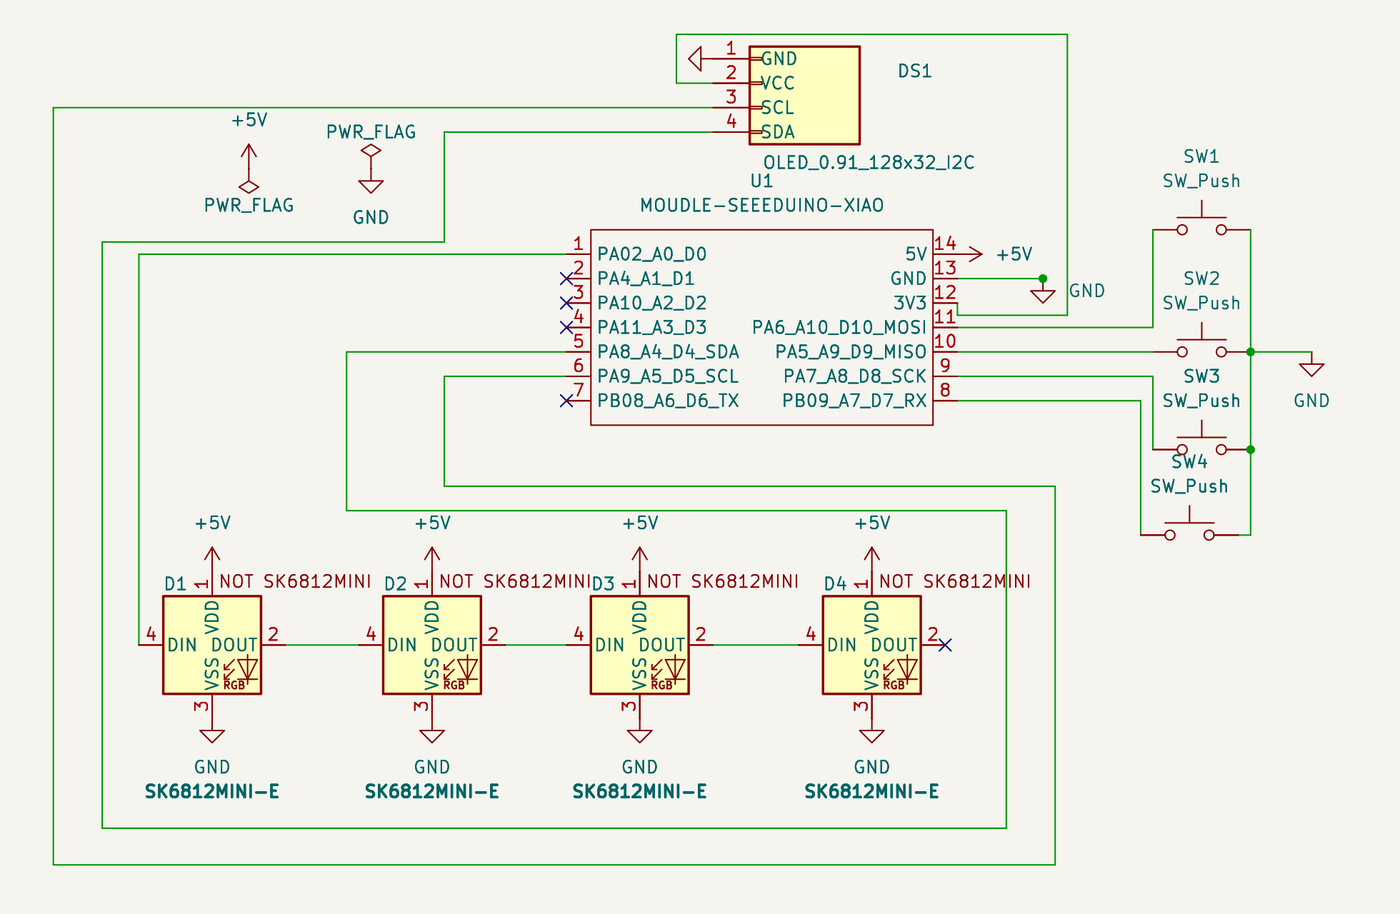 1 GND
2 VCC
3 SCL
4 SDA
DS1
OLED_0.91_128x32_I2C
+5V
PWR_FLAG
PWR_FLAG
GND
U1
MOUDLE-SEEEDUINO-XIAO
1 PA02_A0_D0
2 PA4_A1_D1
3 PA10_A2_D2
4 PA11_A3_D3
5 PA8_A4_D4_SDA
6 PA9_A5_D5_SCL
7 PB08_A6_D6_TX
5V 14
+5V
GND 13
GND
3V3 12
PA6_A10_D10_MOSI 11
PA5_A9_D9_MISO 10
PA7_A8_D8_SCK 9
PB09_A7_D7_RX 8
SW1
SW_Push
SW2
SW_Push
SW3
SW_Push
SW4
SW_Push
GND
+5V
D1
1
NOT SK6812MINI
VDD
4 DIN DOUT 2
VSS
RGB
3
GND
SK6812MINI-E
+5V
D2
1
NOT SK6812MINI
VDD
4 DIN DOUT 2
VSS
RGB
3
GND
SK6812MINI-E
+5V
D3
1
NOT SK6812MINI
VDD
4 DIN DOUT 2
VSS
RGB
3
GND
SK6812MINI-E
+5V
D4
1
NOT SK6812MINI
VDD
4 DIN DOUT 2
VSS
RGB
3
GND
SK6812MINI-E